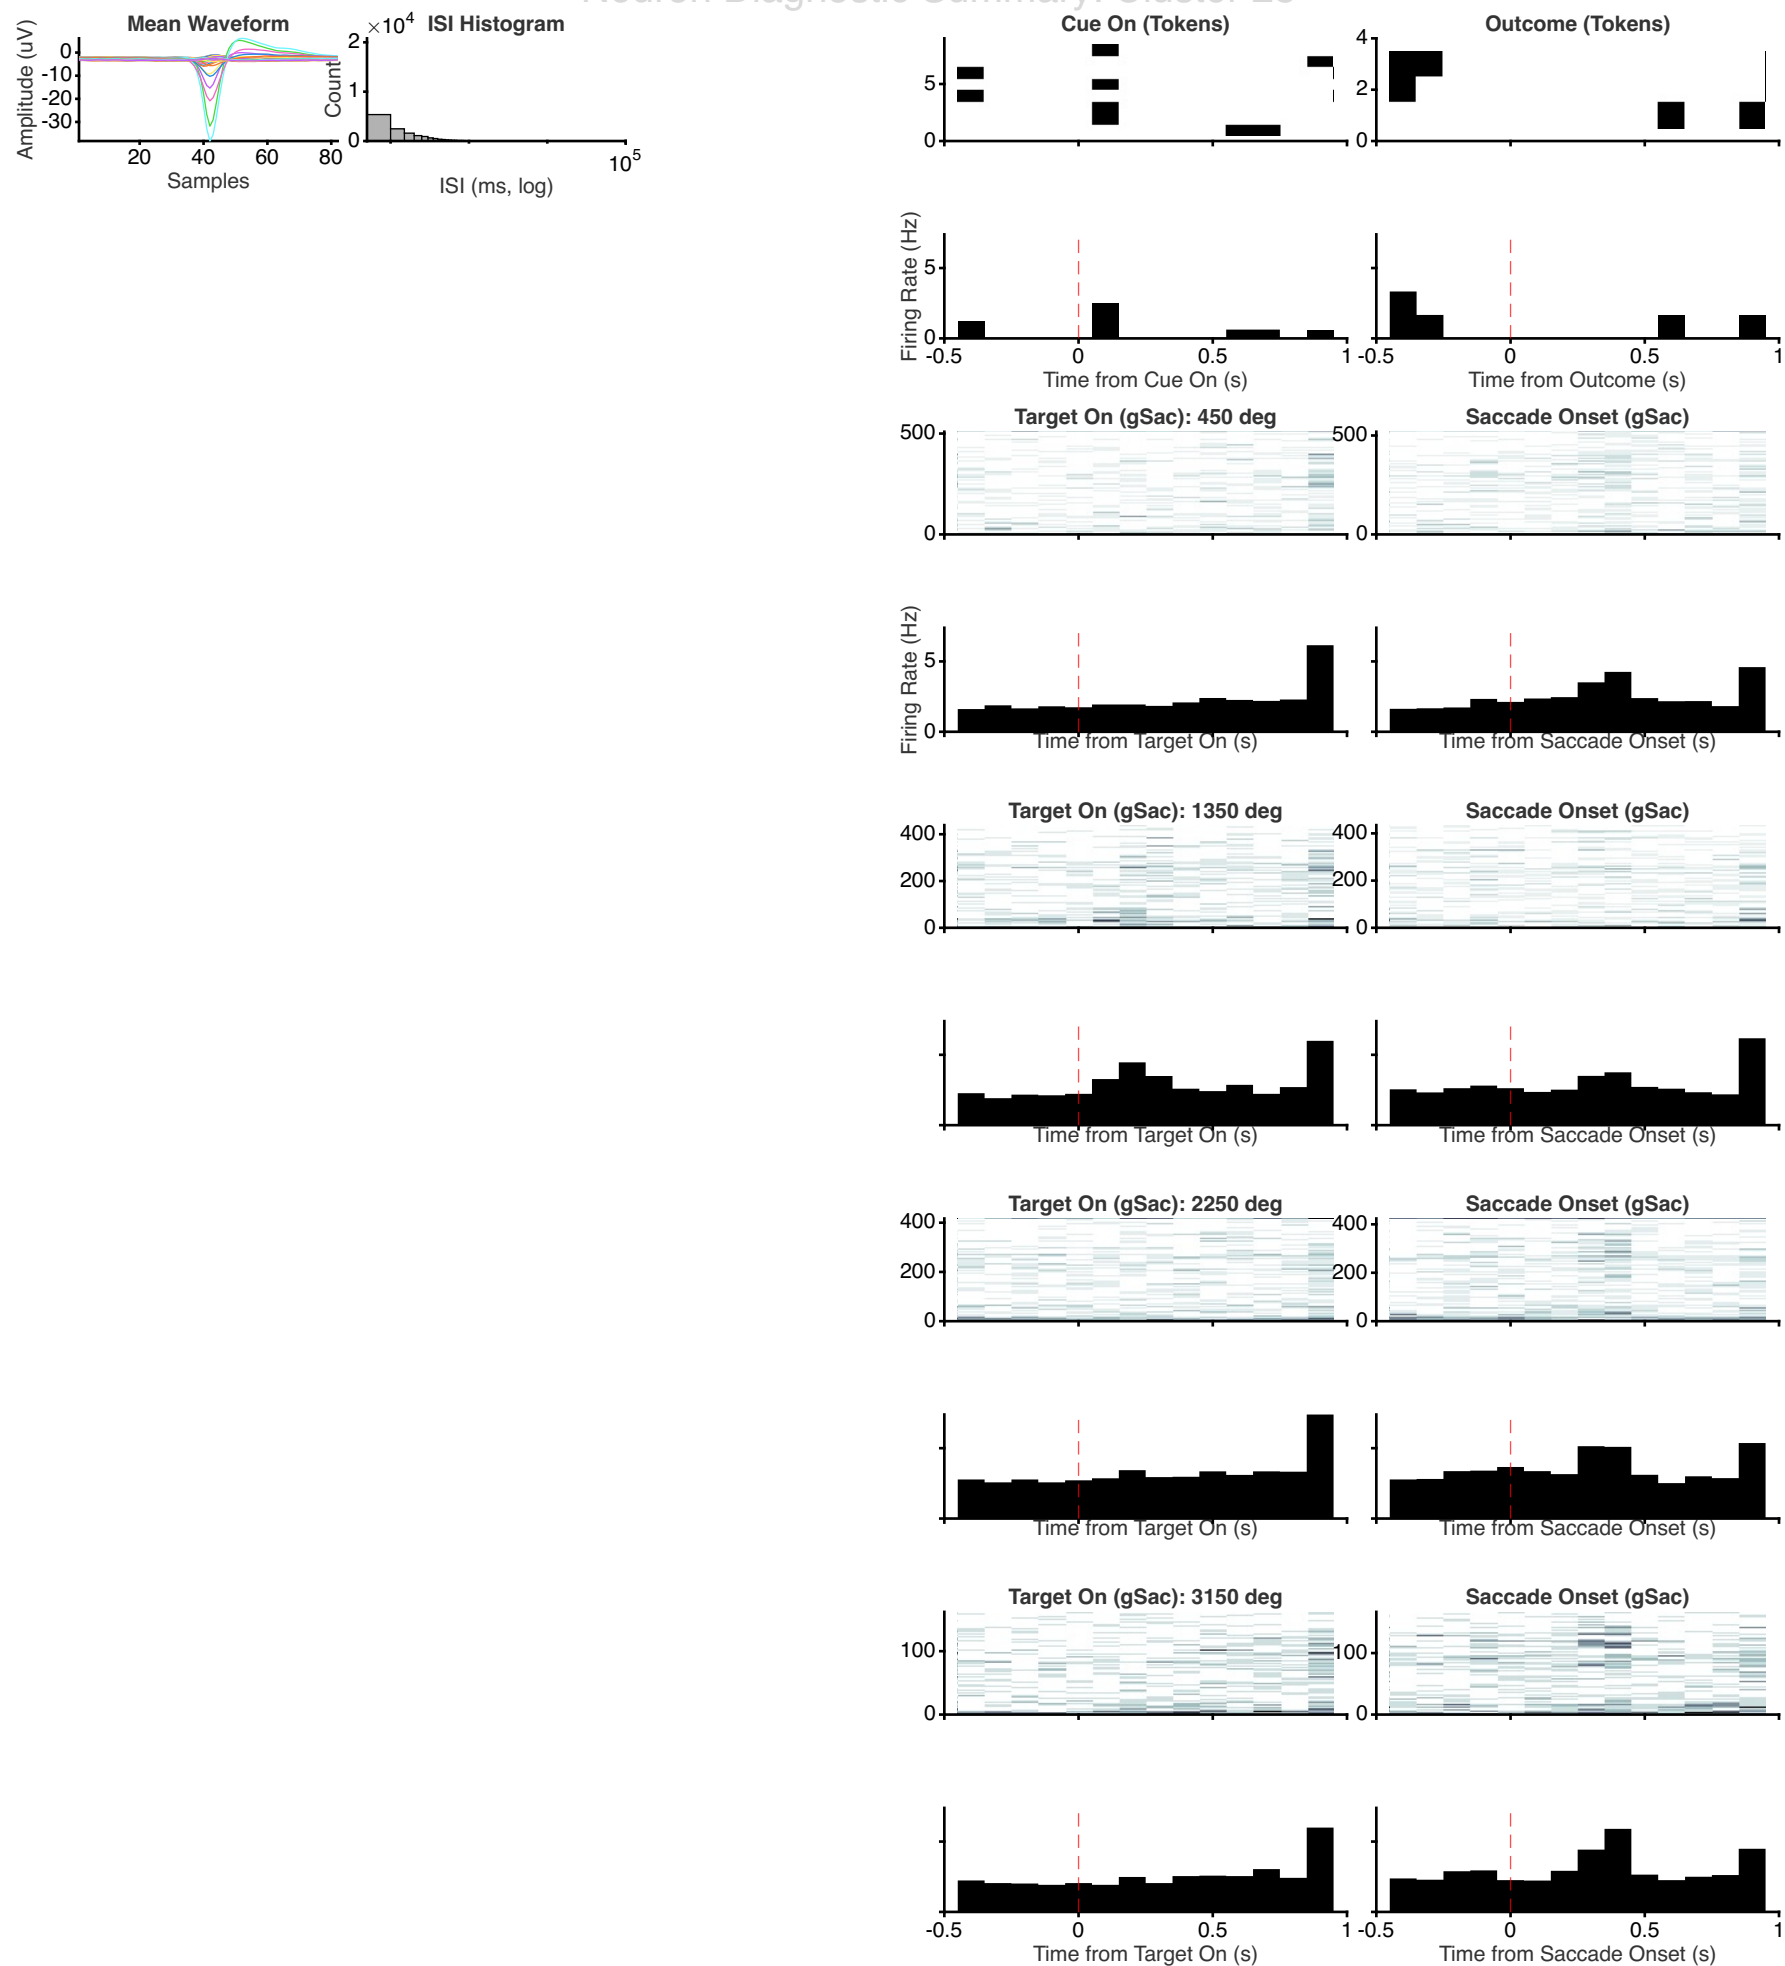 Neuron Diagnostic Summary: Cluster
Mean Waveform
Amplitude (uV)
0
-10
-20
-30
20 40 60 80
Samples
×10⁴ ISI Histogram
Count
2
1
0
10⁵
ISI (ms, log)
Cue On (Tokens)
5
0
Outcome (Tokens)
4
2
0
Firing Rate (Hz)
5
0
-0.5 0 0.5 1
Time from Cue On (s)
-0.5 0 0.5 1
Time from Outcome (s)
Target On (gSac): 450 deg
500
0
Saccade Onset (gSac)
500
0
Firing Rate (Hz)
5
0
Time from Target On (s)
Time from Saccade Onset (s)
Target On (gSac): 1350 deg
400
200
0
Saccade Onset (gSac)
400
200
0
Time from Target On (s)
Time from Saccade Onset (s)
Target On (gSac): 2250 deg
400
200
0
Saccade Onset (gSac)
400
200
0
Time from Target On (s)
Time from Saccade Onset (s)
Target On (gSac): 3150 deg
100
0
Saccade Onset (gSac)
100
0
-0.5 0 0.5 1
Time from Target On (s)
-0.5 0 0.5 1
Time from Saccade Onset (s)